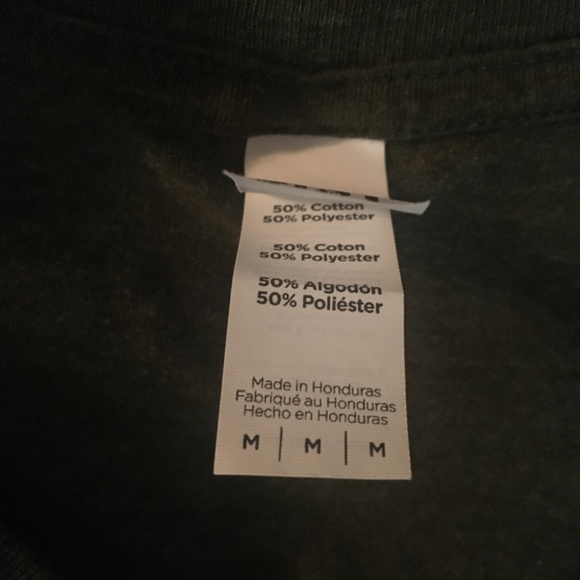 50% Cotton
50% Polyester
50% Coton
50% Polyester
50% Algodón
50% Poliéster
Made in Honduras
Fabriqué au Honduras
Hecho en Honduras
M | M | M